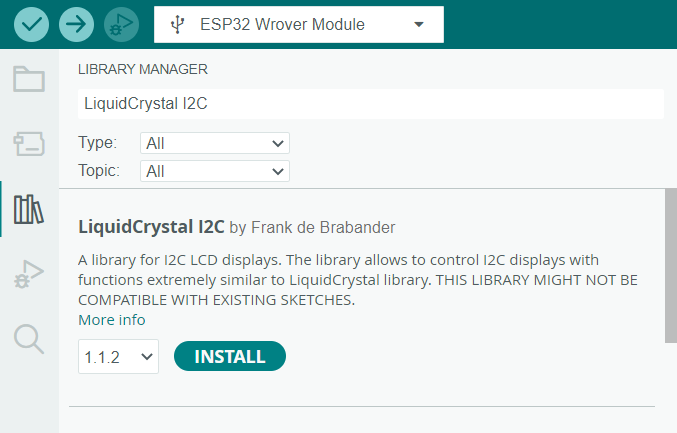 ESP32 Wrover Module
LIBRARY MANAGER
LiquidCrystal I2C
Type: All
Topic: All
LiquidCrystal I2C by Frank de Brabander
A library for I2C LCD displays. The library allows to control I2C displays with
functions extremely similar to LiquidCrystal library. THIS LIBRARY MIGHT NOT BE
COMPATIBLE WITH EXISTING SKETCHES.
More info
1.1.2 INSTALL